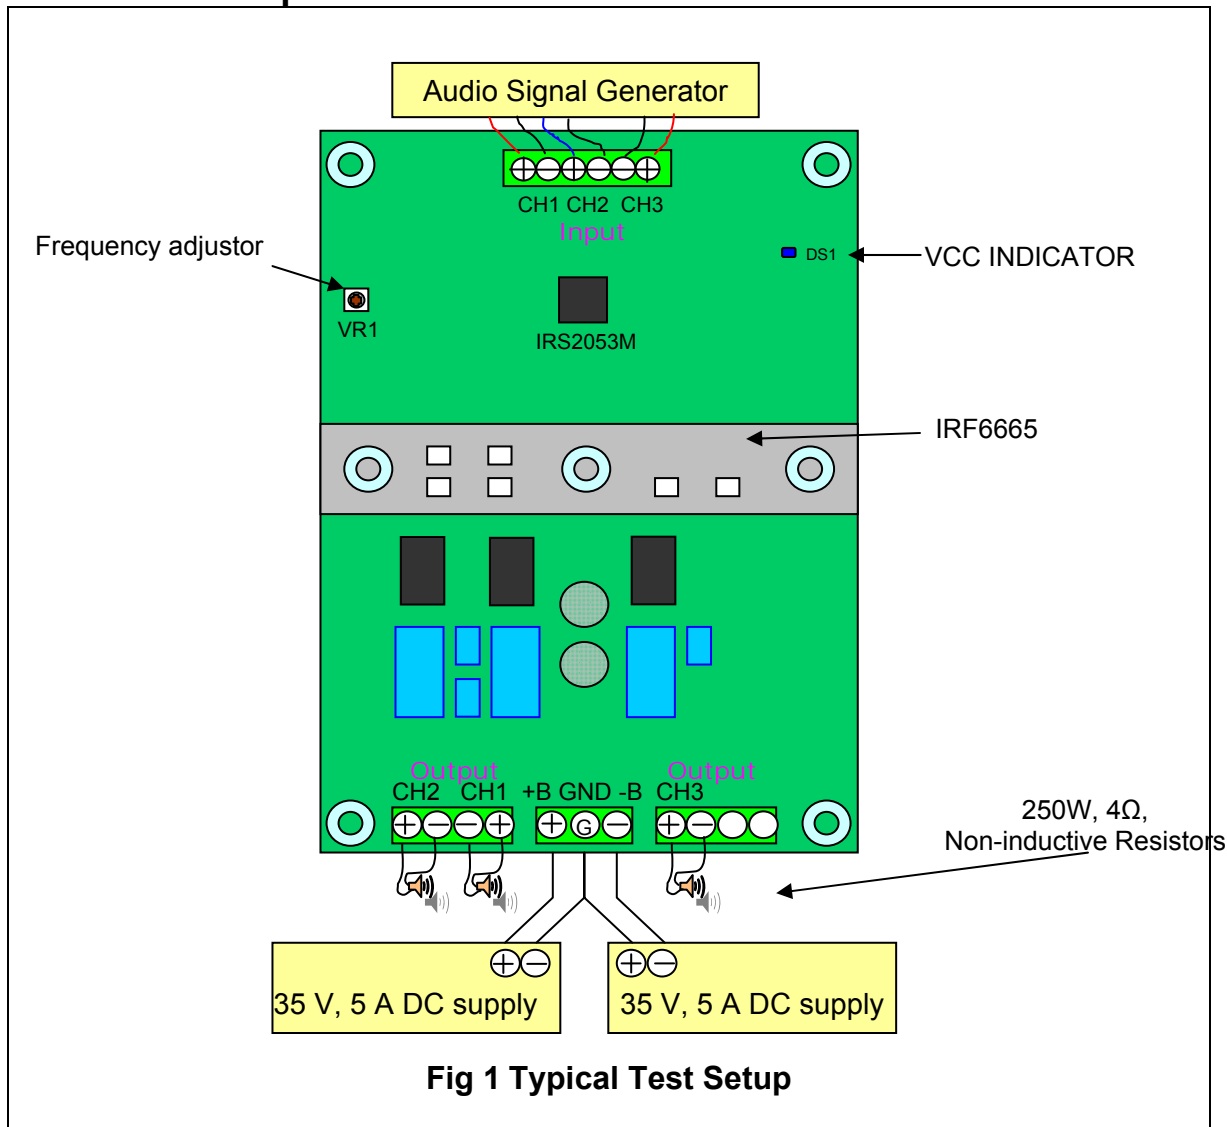 Audio Signal Generator
CH1 CH2 CH3
Input
Frequency adjustor
DS1
VCC INDICATOR
VR1
IRS2053M
IRF6665
Output
Output
CH2 CH1 +B GND -B CH3
G
250W, 4Ω,
Non-inductive Resistors
35 V, 5 A DC supply
35 V, 5 A DC supply
Fig 1 Typical Test Setup